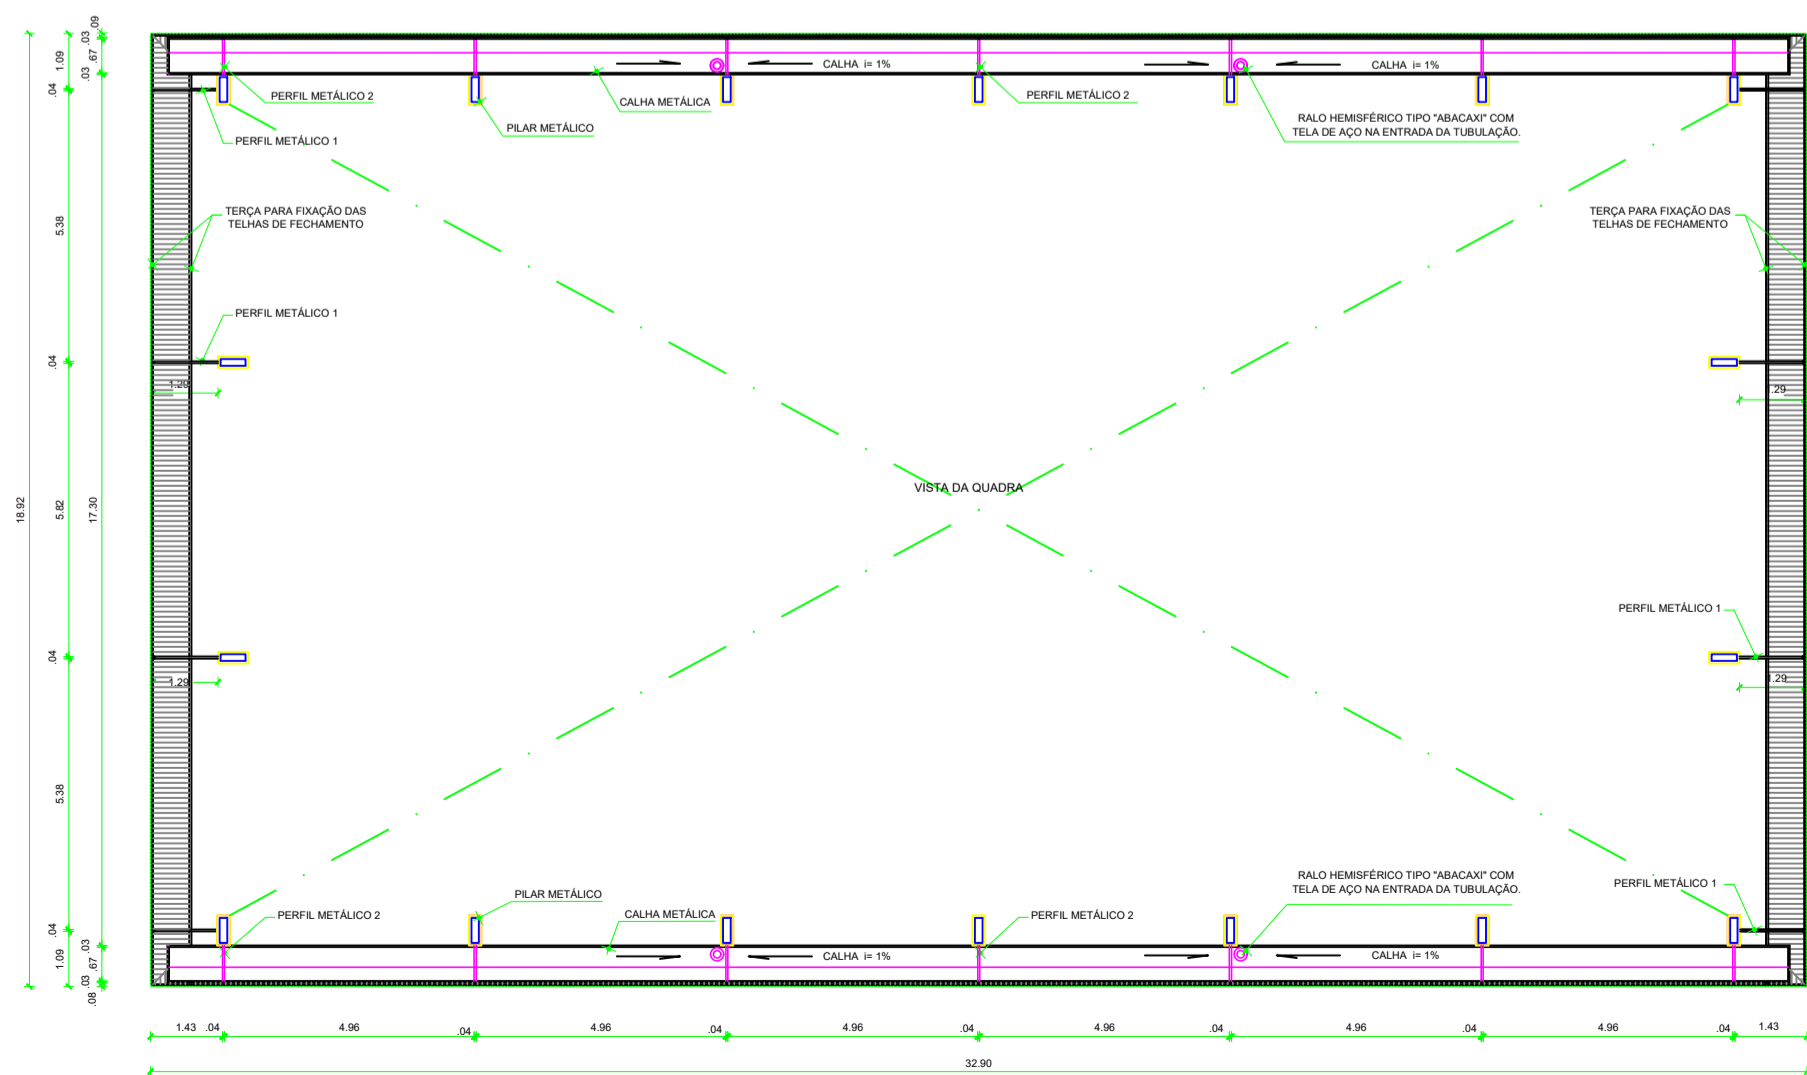 .09
.03
.67
.03
1.09
.04
5.38
.04
5.82
18.92
17.30
.04
5.38
.04
1.09
.03
.67
.03
.08
CALHA i= 1%
CALHA i= 1%
PERFIL METÁLICO 2
CALHA METÁLICA
PERFIL METÁLICO 2
PILAR METÁLICO
PERFIL METÁLICO 1
RALO HEMISFÉRICO TIPO "ABACAXI" COM
TELA DE AÇO NA ENTRADA DA TUBULAÇÃO.
TERÇA PARA FIXAÇÃO DAS
TELHAS DE FECHAMENTO
TERÇA PARA FIXAÇÃO DAS
TELHAS DE FECHAMENTO
PERFIL METÁLICO 1
1.29
1.29
VISTA DA QUADRA
PERFIL METÁLICO 1
1.29
1.29
RALO HEMISFÉRICO TIPO "ABACAXI" COM
TELA DE AÇO NA ENTRADA DA TUBULAÇÃO.
PERFIL METÁLICO 1
PILAR METÁLICO
PERFIL METÁLICO 2
CALHA METÁLICA
PERFIL METÁLICO 2
CALHA i= 1%
CALHA i= 1%
1.43 .04 4.96 .04 4.96 .04 4.96 .04 4.96 .04 4.96 .04 4.96 .04 1.43
32.90